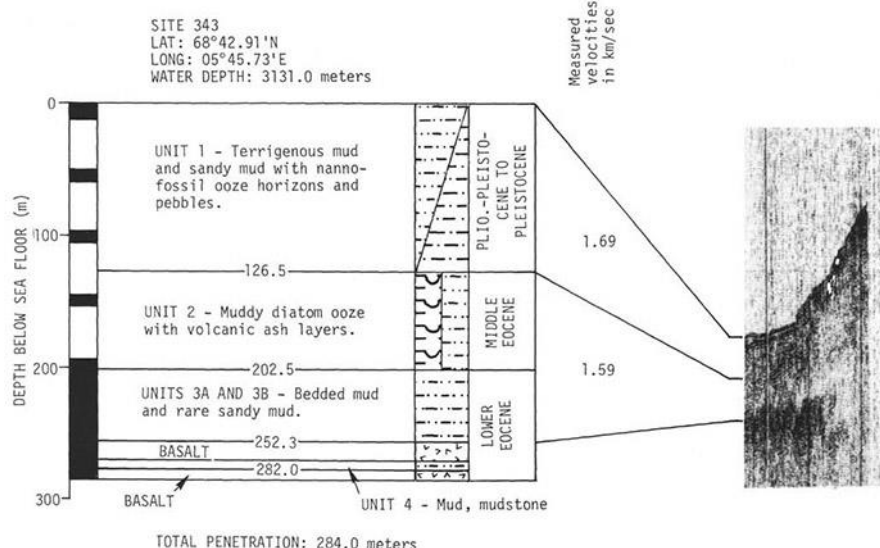 SITE 343
LAT: 68°42.91'N
LONG: 05°45.73'E
WATER DEPTH: 3131.0 meters
Measured
velocities
in km/sec
DEPTH BELOW SEA FLOOR (m)
0
100
200
300
UNIT 1 - Terrigenous mud
and sandy mud with nanno-
fossil ooze horizons and
pebbles.
126.5
UNIT 2 - Muddy diatom ooze
with volcanic ash layers.
202.5
UNITS 3A AND 3B - Bedded mud
and rare sandy mud.
252.3
BASALT
282.0
BASALT
UNIT 4 - Mud, mudstone
PLIO.-PLEISTO-
CENE TO
PLEISTOCENE
MIDDLE
EOCENE
LOWER
EOCENE
1.69
1.59
TOTAL PENETRATION: 284.0 meters